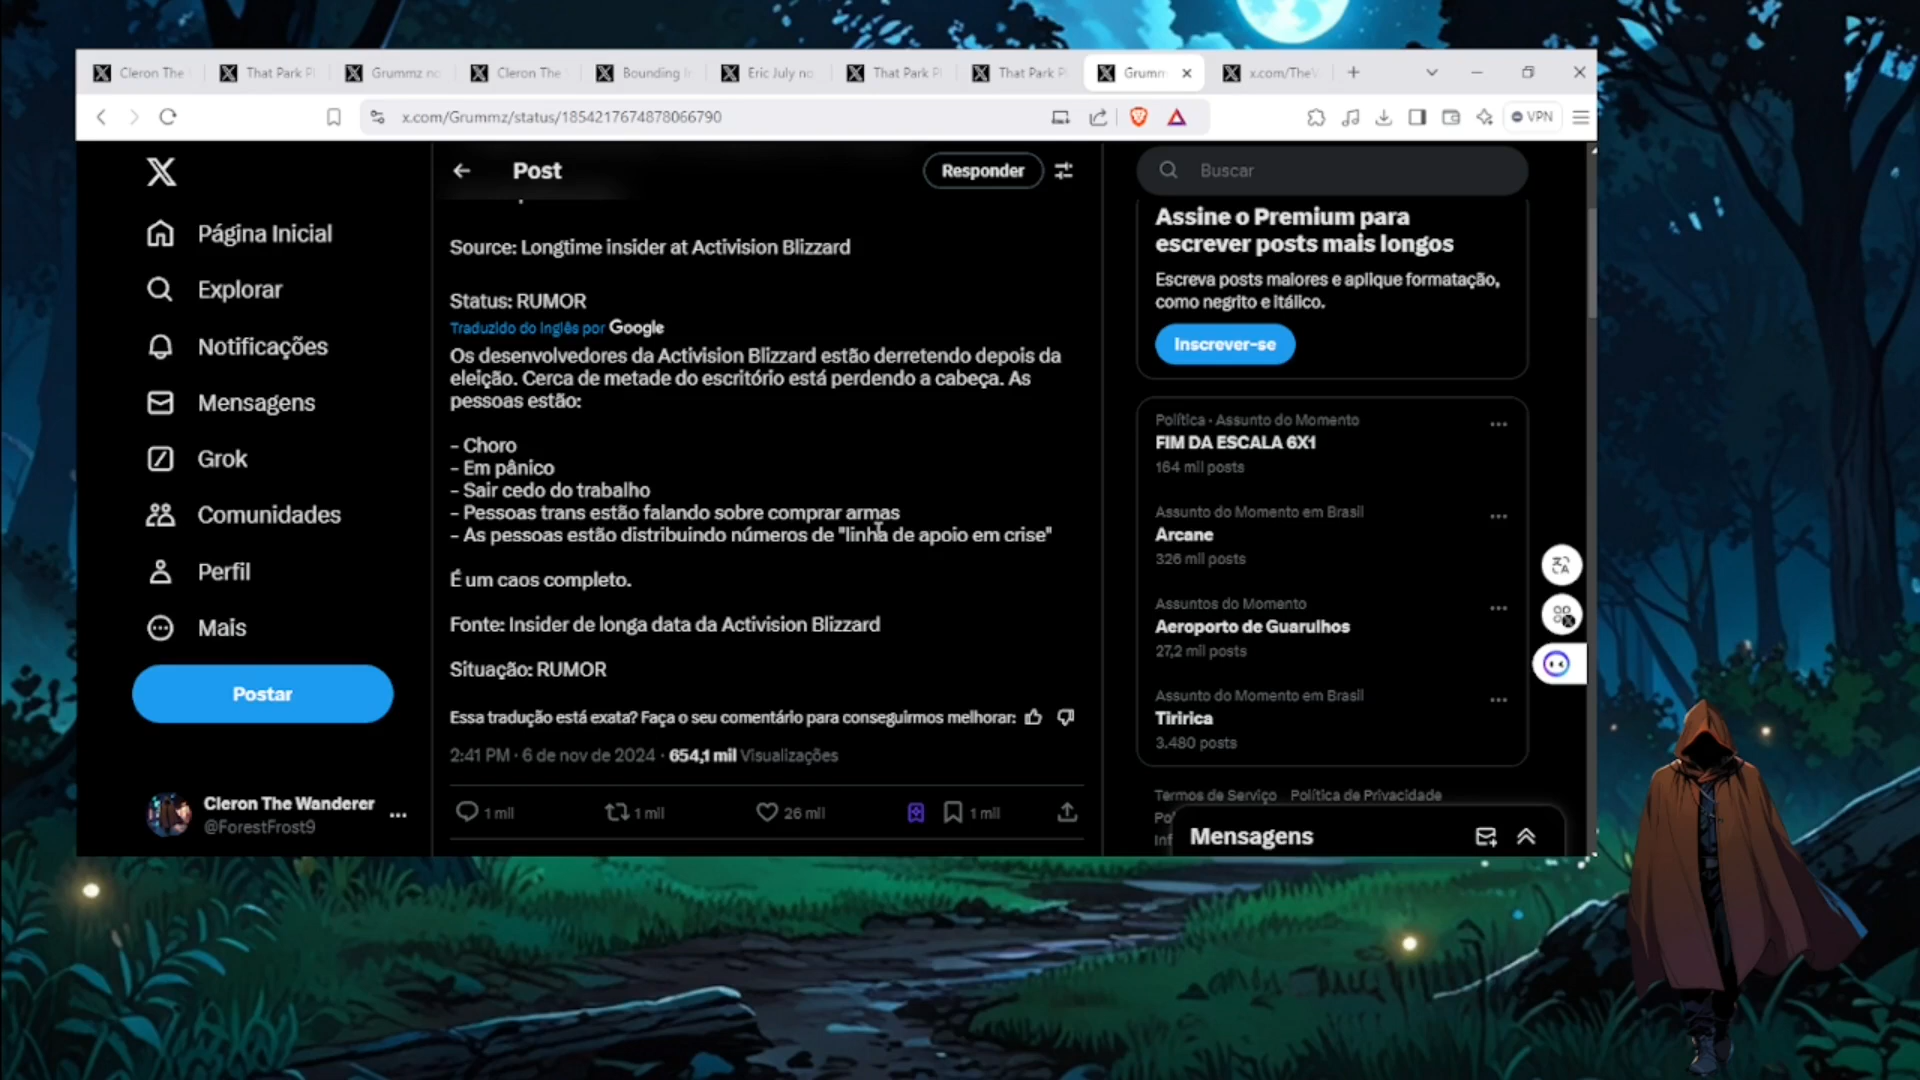 Cleron The
That Park Pl
Grummz no
Cleron The
Bounding
Eric July no
That Park Pl
That Park Pl
Grumm
x.com/The
x.com/Grummz/status/1854217674878066790
VPN
Página Inicial
Explorar
Notificações
Mensagens
Grok
Comunidades
Perfil
Mais
Postar
Cleron The Wanderer
@ForestFrost9
Post
Responder
Source: Longtime insider at Activision Blizzard
Status: RUMOR
Traduzido do inglês por Google
Os desenvolvedores da Activision Blizzard estão derretendo depois da
eleição. Cerca de metade do escritório está perdendo a cabeça. As
pessoas estão:
- Choro
- Em pânico
- Sair cedo do trabalho
- Pessoas trans estão falando sobre comprar armas
- As pessoas estão distribuindo números de "linha de apoio em crise"
É um caos completo.
Fonte: Insider de longa data da Activision Blizzard
Situação: RUMOR
Essa tradução está exata? Faça o seu comentário para conseguirmos melhorar:
2:41 PM · 6 de nov de 2024 · 654,1 mil Visualizações
1 mil
1 mil
26 mil
1 mil
Buscar
Assine o Premium para
escrever posts mais longos
Escreva posts maiores e aplique formatação,
como negrito e itálico.
Inscrever-se
Política · Assunto do Momento
FIM DA ESCALA 6X1
164 mil posts
Assunto do Momento em Brasil
Arcane
326 mil posts
Assuntos do Momento
Aeroporto de Guarulhos
27,2 mil posts
Assunto do Momento em Brasil
Tiririca
3.480 posts
Termos de Serviço Política de Privacidade
Mensagens